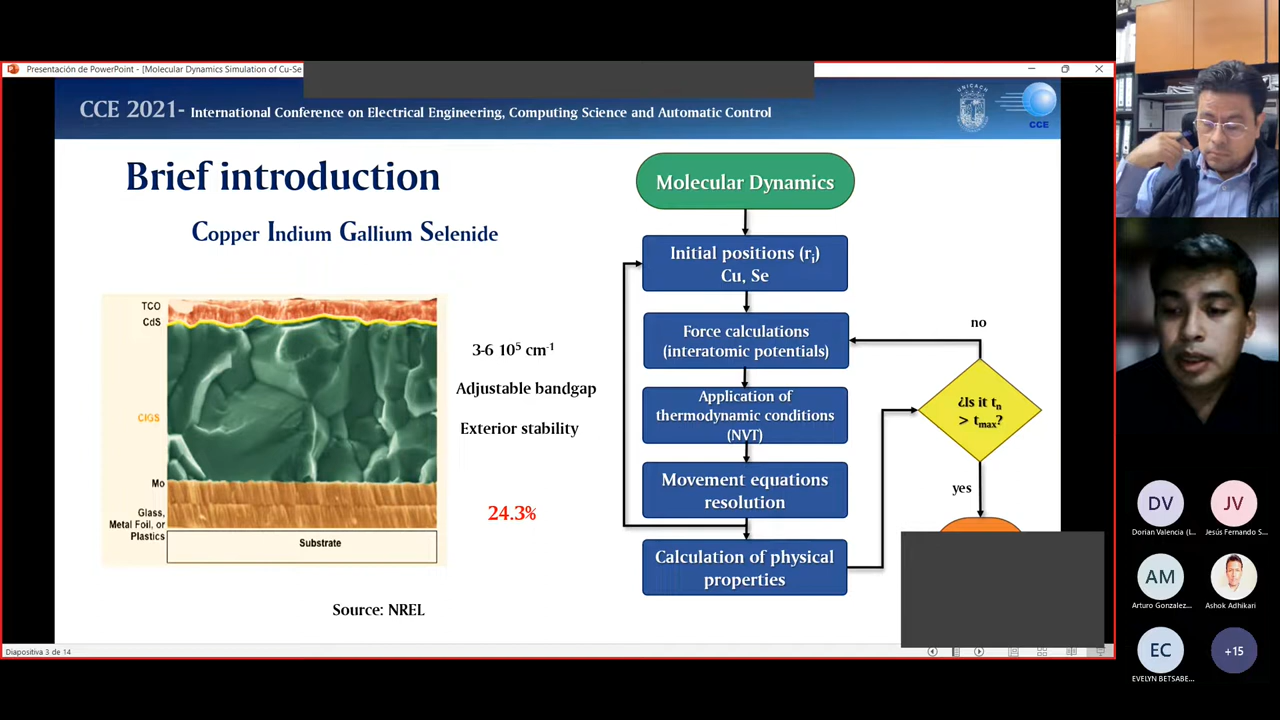 Presentación de PowerPoint - [Molecular Dynamics Simulation of Cu-Se
CCE 2021- International Conference on Electrical Engineering, Computing Science and Automatic Control
UNICACH
CCE
Brief introduction
Copper Indium Gallium Selenide
TCO
CdS
CIGS
Mo
Glass,
Metal Foil, or
Plastics
Substrate
3-6 10⁵ cm⁻¹
Adjustable bandgap
Exterior stability
24.3%
Source: NREL
Molecular Dynamics
Initial positions (rᵢ)
Cu, Se
Force calculations
(interatomic potentials)
Application of
thermodynamic conditions
(NVT)
Movement equations
resolution
Calculation of physical
properties
no
¿Is it tₙ
> tₘₐₓ?
yes
Diapositiva 3 de 14
DV
Dorian Valencia (L...
JV
Jesús Fernando S...
AM
Arturo Gonzalez...
Ashok Adhikari
EC
EVELYN BETSABE...
+15